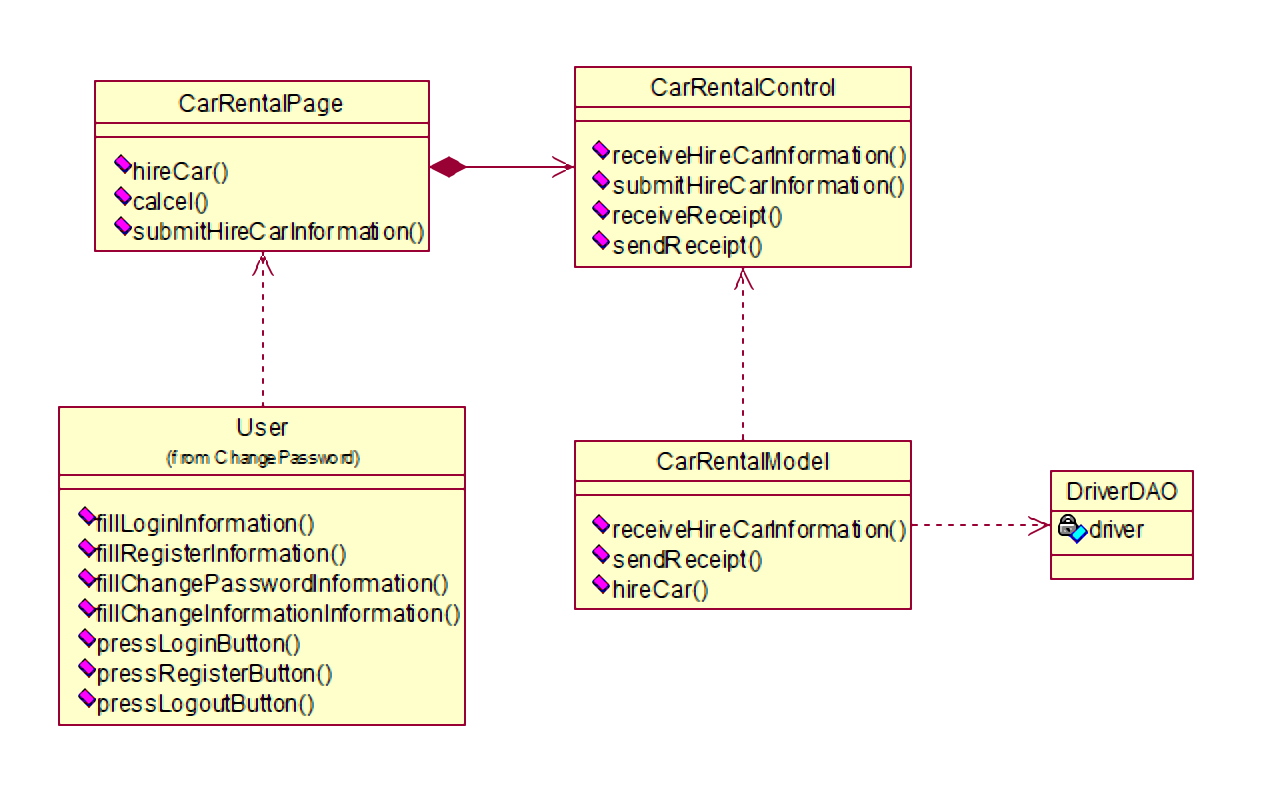 CarRentalPage
hireCar()
calcel()
submitHireCarInformation()
CarRentalControl
receiveHireCarInformation()
submitHireCarInformation()
receiveReceipt()
sendReceipt()
User
(from ChangePassword)
fillLoginInformation()
fillRegisterInformation()
fillChangePasswordInformation()
fillChangeInformationInformation()
pressLoginButton()
pressRegisterButton()
pressLogoutButton()
CarRentalModel
receiveHireCarInformation()
sendReceipt()
hireCar()
DriverDAO
driver